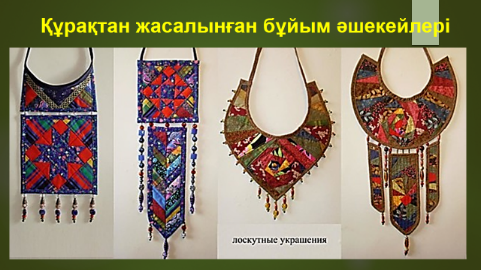 Құрақтан жасалынған бұйым әшекейлері
лоскутные украшения